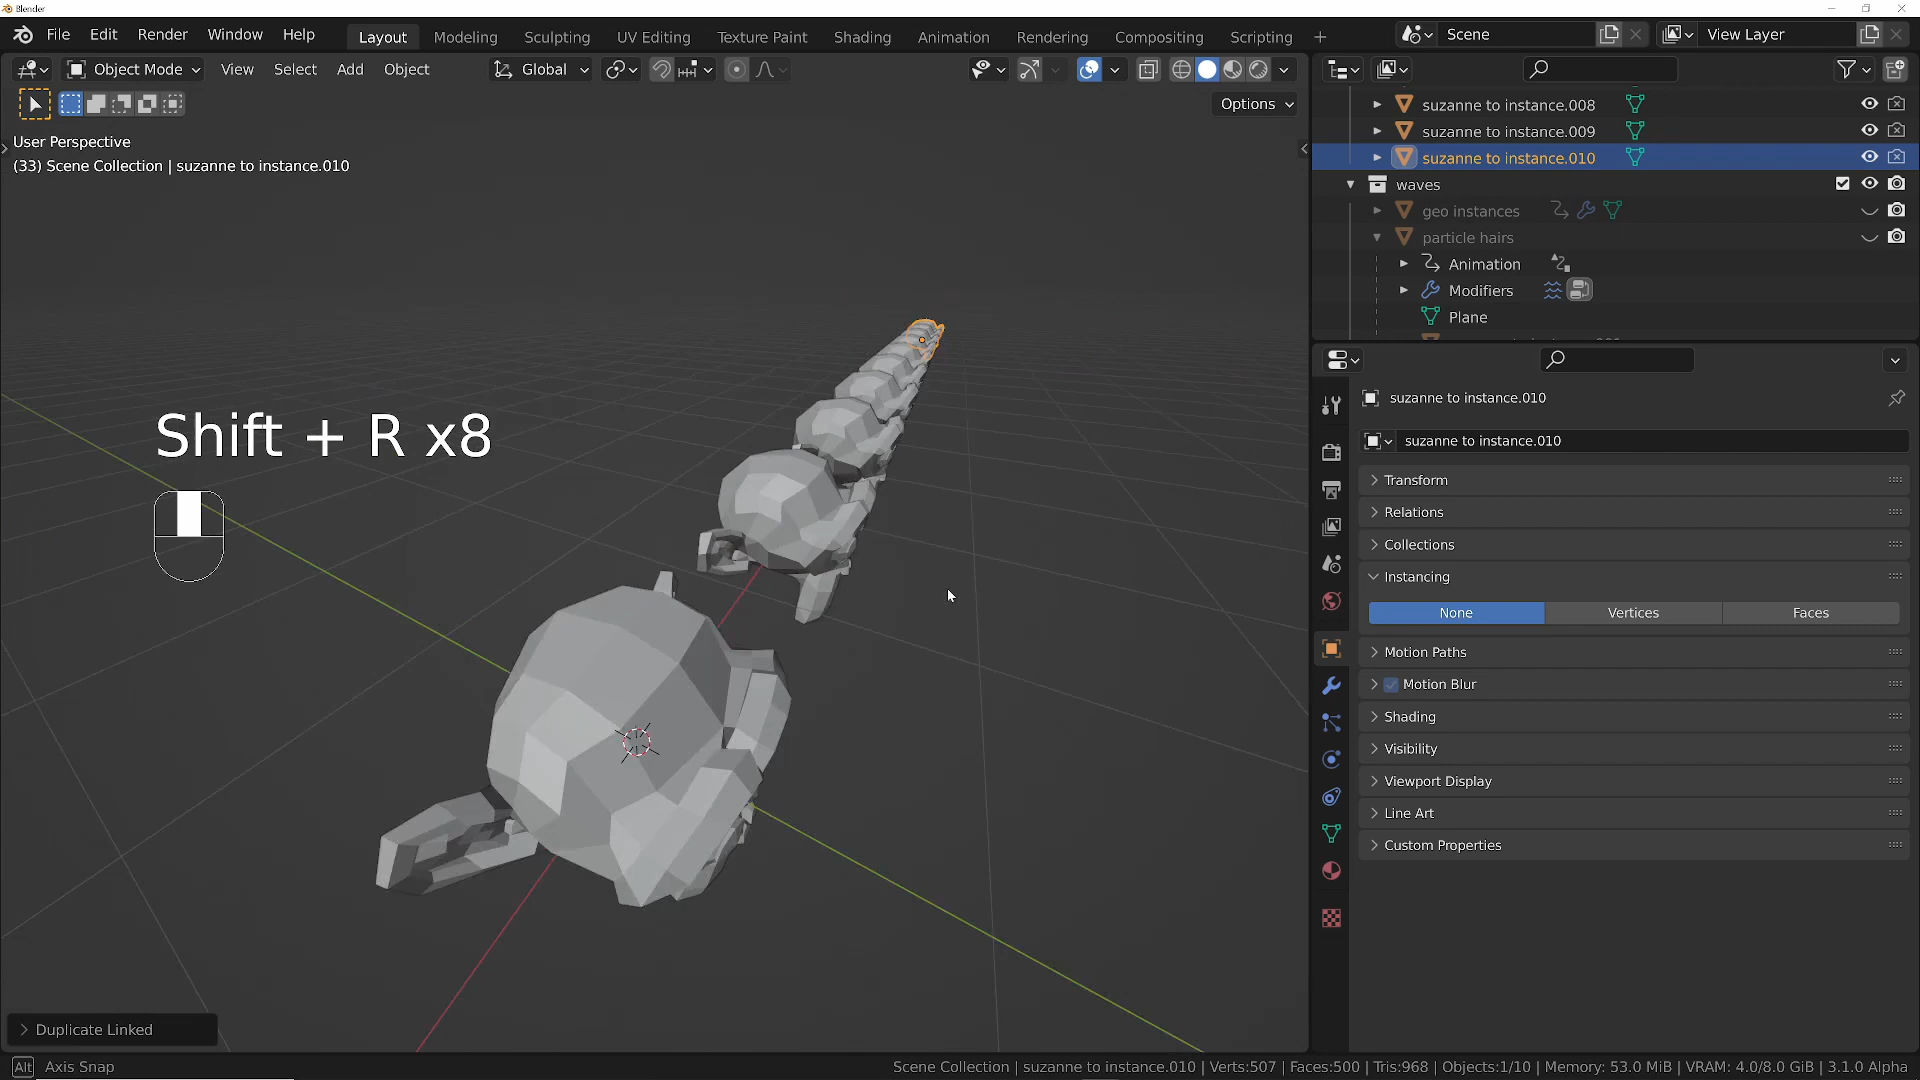 Blender
File Edit Render Window Help
Layout Modeling Sculpting UV Editing Texture Paint Shading Animation Rendering Compositing Scripting +
Scene
View Layer
Object Mode View Select Add Object
Global
Options
User Perspective
(33) Scene Collection | suzanne to instance.010
Shift + R x8
suzanne to instance.008
suzanne to instance.009
suzanne to instance.010
waves
geo instances
particle hairs
Animation
Modifiers
Plane
suzanne to instance.010
suzanne to instance.010
Transform
Relations
Collections
Instancing
None Vertices Faces
Motion Paths
Motion Blur
Shading
Visibility
Viewport Display
Line Art
Custom Properties
Duplicate Linked
Alt Axis Snap
Scene Collection | suzanne to instance.010 | Verts:507 | Faces:500 | Tris:968 | Objects:1/10 | Memory: 53.0 MiB | VRAM: 4.0/8.0 GiB | 3.1.0 Alpha